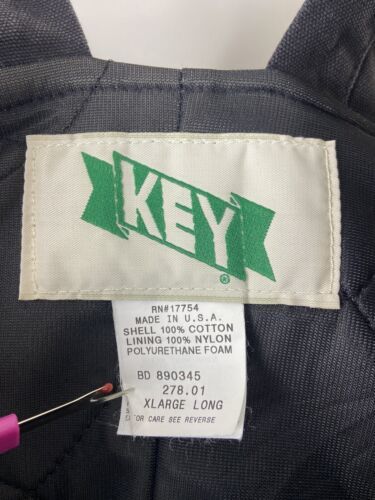 KEY
®
RN#17754
MADE IN U.S.A.
SHELL 100% COTTON
LINING 100% NYLON
POLYURETHANE FOAM
BD 890345
278.01
XLARGE LONG
FOR CARE SEE REVERSE